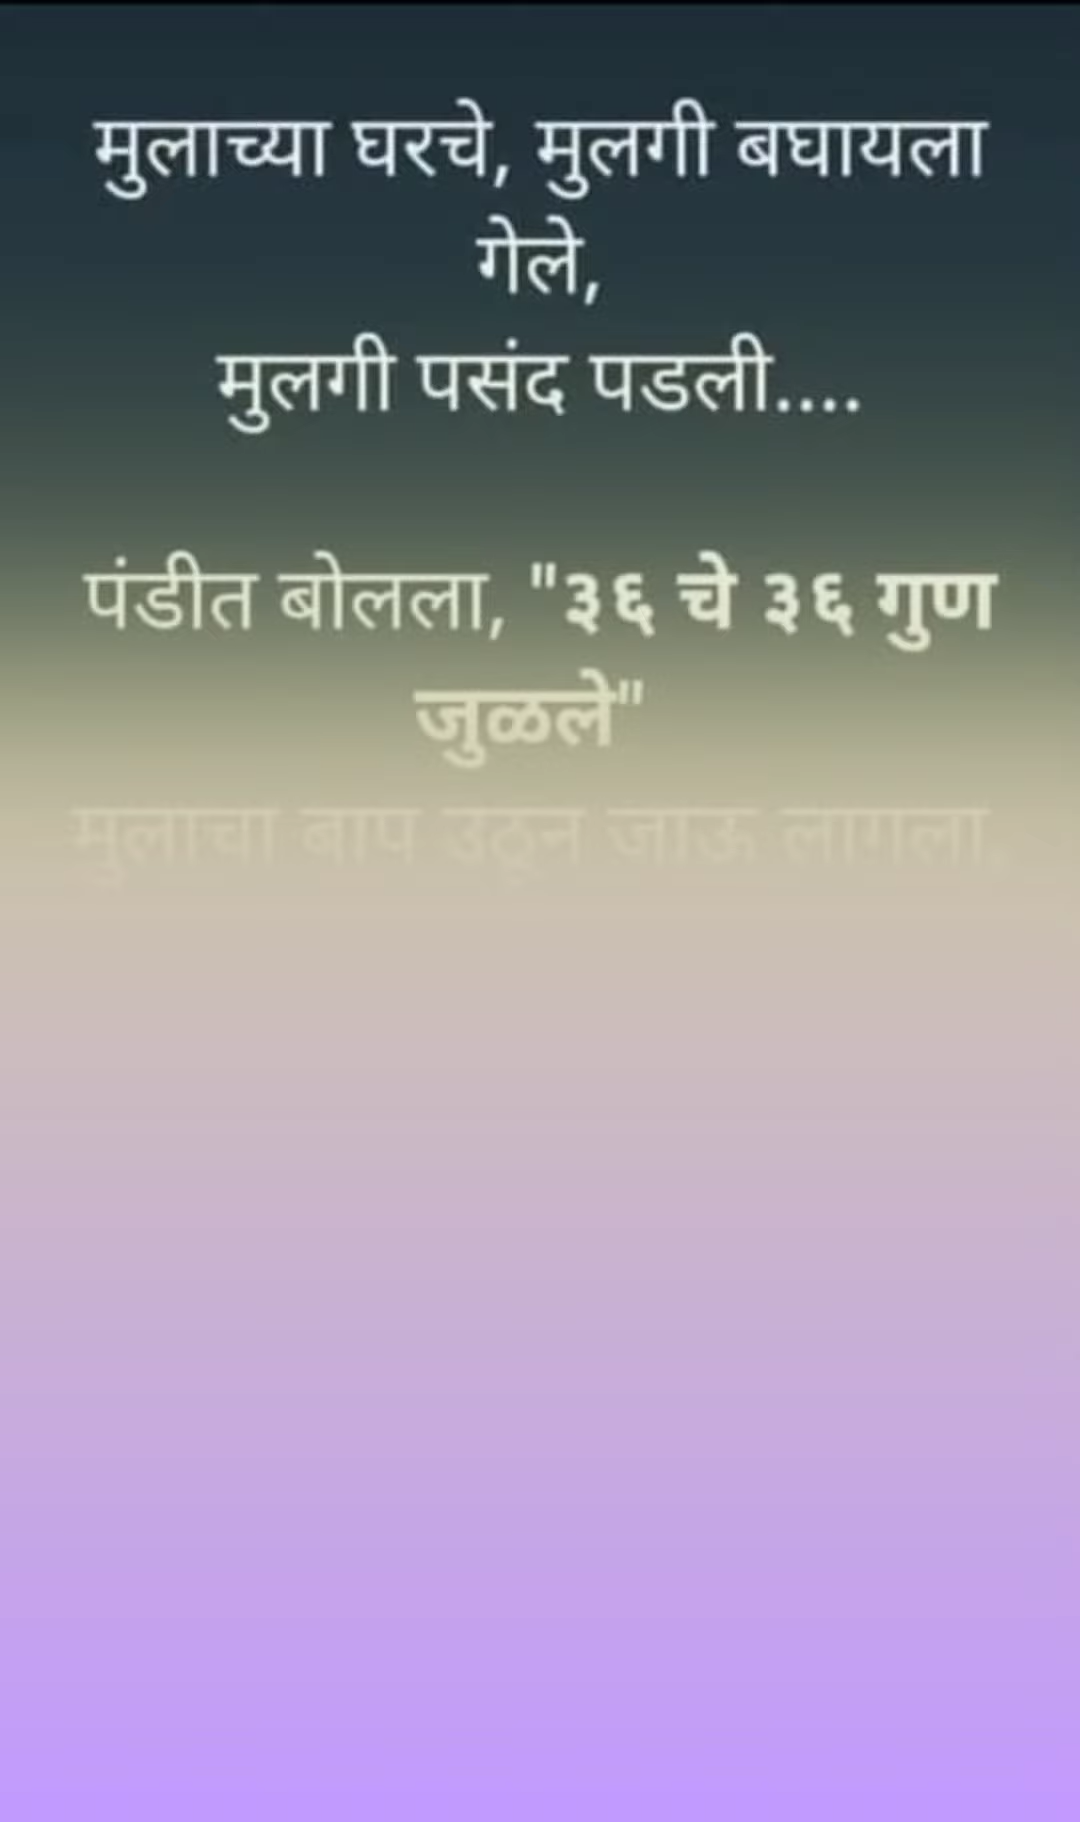 मुलाच्या घरचे, मुलगी बघायला
गेले,
मुलगी पसंद पडली....
पंडीत बोलला, "३६ चे ३६ गुण
जुळले"
मुलाचा बाप उठून जाऊ लागला,